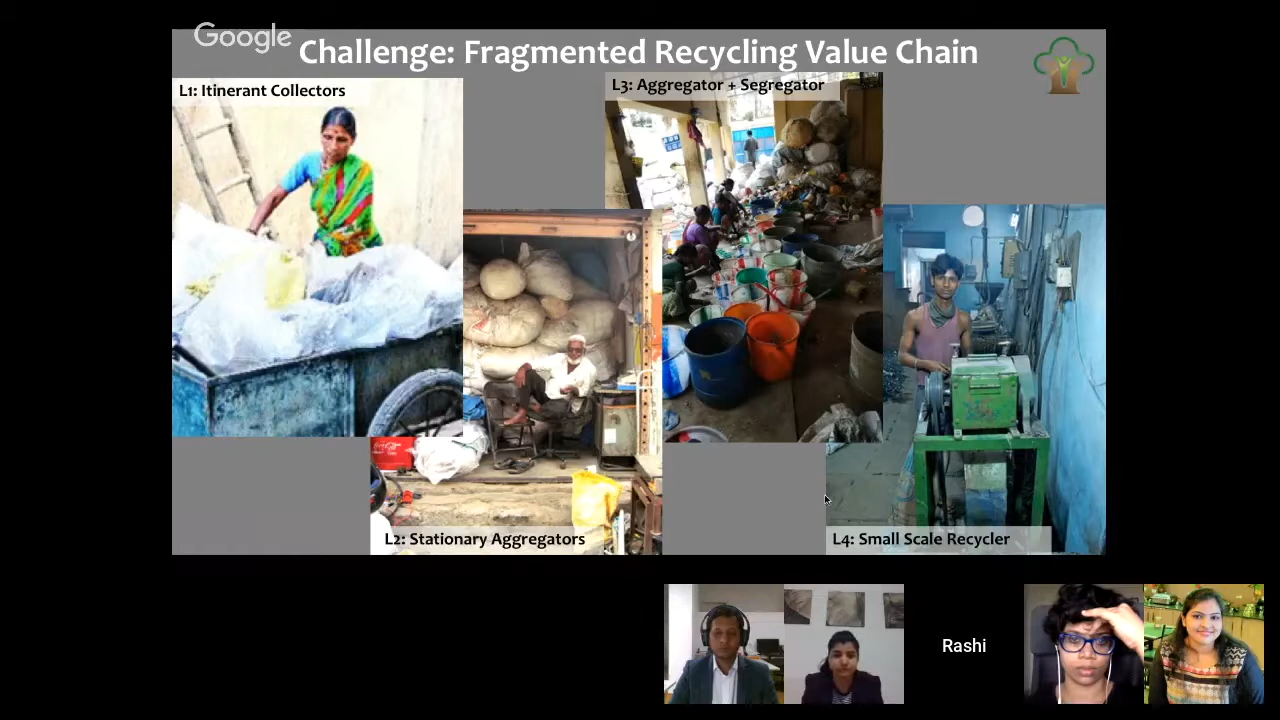 Google
Challenge: Fragmented Recycling Value Chain
L1: Itinerant Collectors
L3: Aggregator + Segregator
L2: Stationary Aggregators
L4: Small Scale Recycler
Rashi